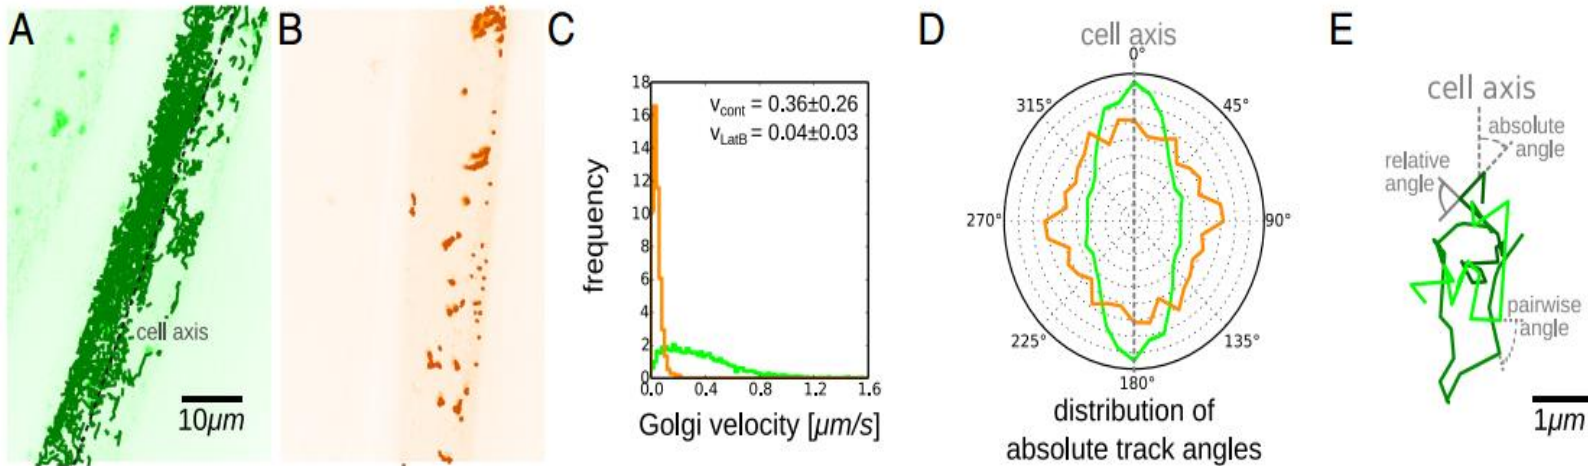 A
cell axis
10μm
B
C
18
16
14
12
10
8
6
4
2
0
0.0 0.4 0.8 1.2 1.6
frequency
v_cont = 0.36±0.26
v_LatB = 0.04±0.03
Golgi velocity [μm/s]
D
cell axis
0°
315° 45°
270° 90°
225° 135°
180°
distribution of
absolute track angles
E
cell axis
absolute
angle
relative
angle
pairwise
angle
1μm